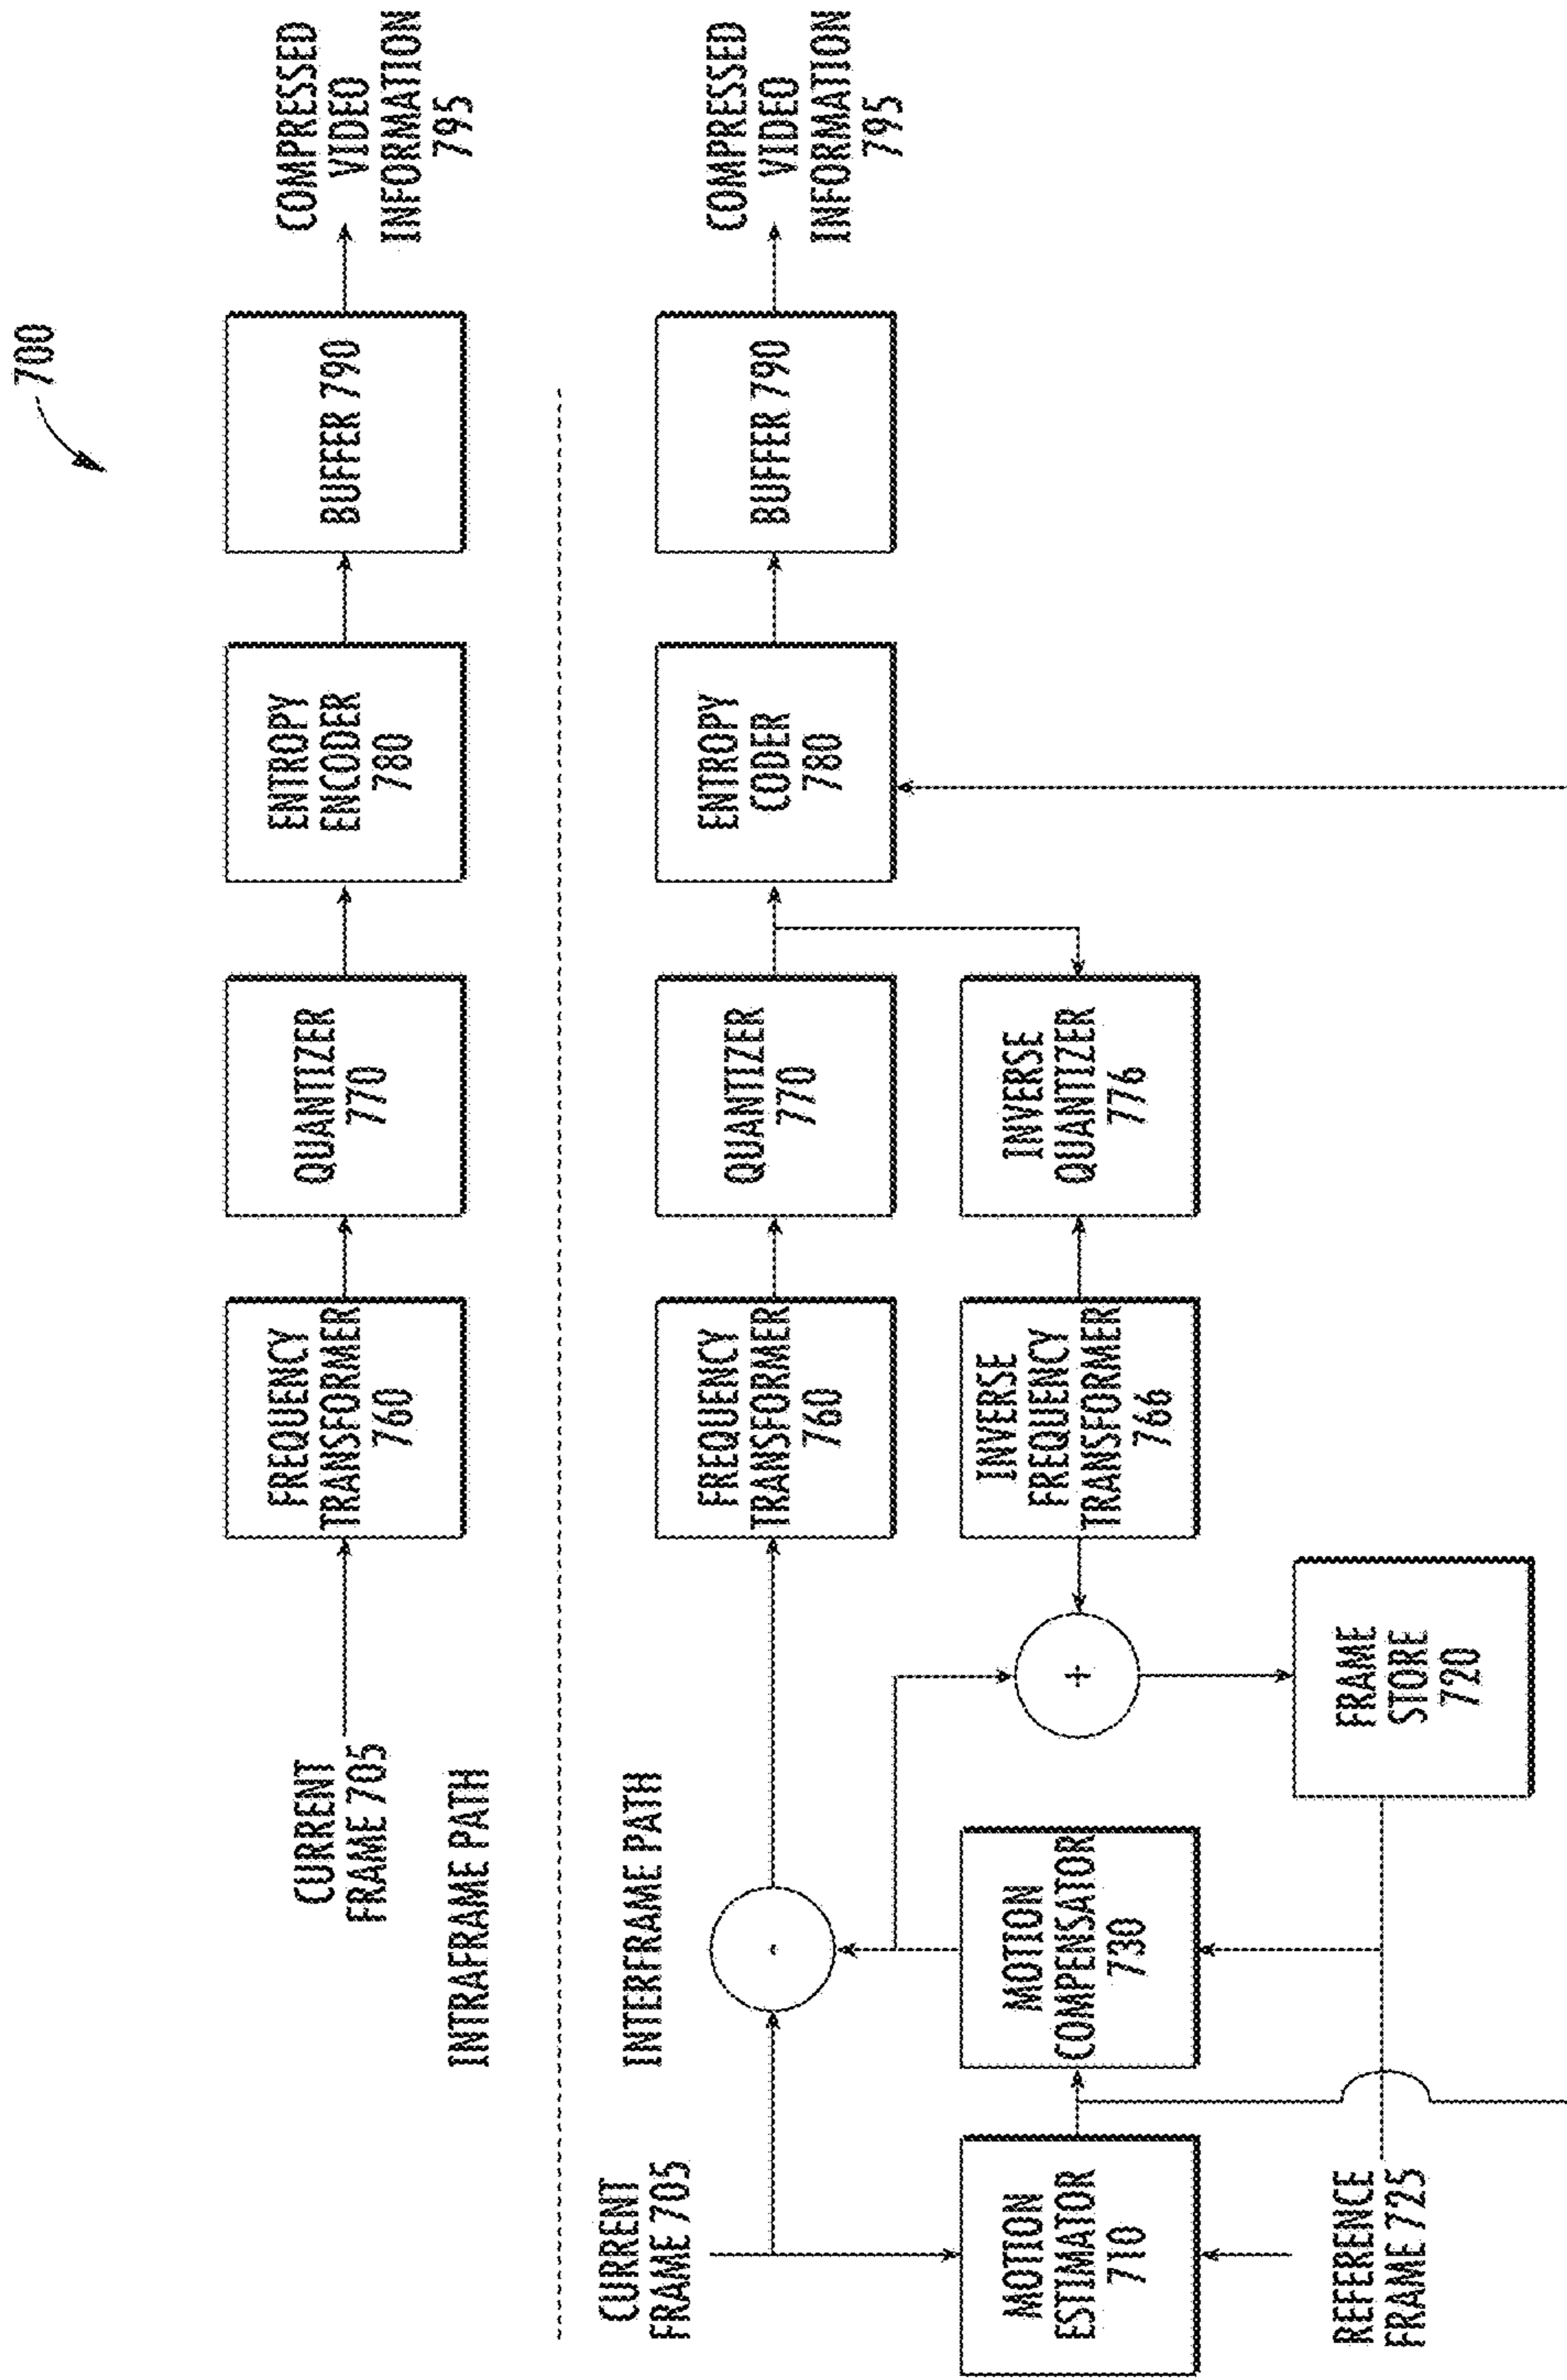 700
CURRENT
FRAME 705
INTRAFRAME PATH
FREQUENCY
TRANSFORMER
760
QUANTIZER
770
ENTROPY
ENCODER
780
BUFFER 790
COMPRESSED
VIDEO
INFORMATION
795
INTERFRAME PATH
CURRENT
FRAME 705
-
FREQUENCY
TRANSFORMER
760
QUANTIZER
770
ENTROPY
CODER
780
BUFFER 790
COMPRESSED
VIDEO
INFORMATION
795
MOTION
ESTIMATOR
710
MOTION
COMPENSATOR
730
+
INVERSE
FREQUENCY
TRANSFORMER
766
INVERSE
QUANTIZER
776
REFERENCE
FRAME 725
FRAME
STORE
720